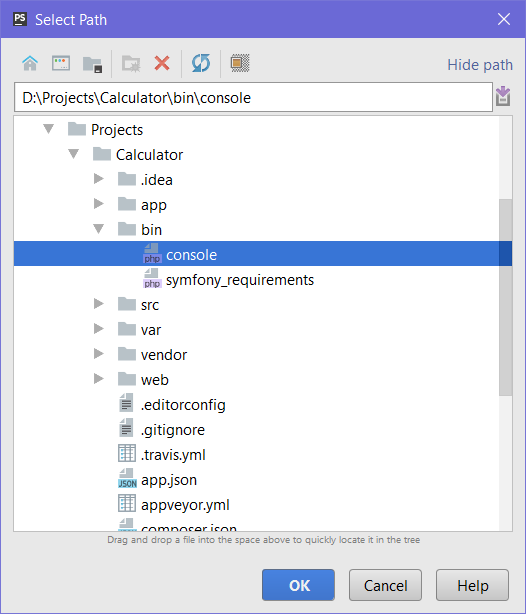 PS Select Path
Hide path
D:\Projects\Calculator\bin\console
Projects
Calculator
.idea
app
bin
php console
php symfony_requirements
src
var
vendor
web
.editorconfig
.gitignore
.travis.yml
JSON app.json
appveyor.yml
composer.json
Drag and drop a file into the space above to quickly locate it in the tree
OK Cancel Help